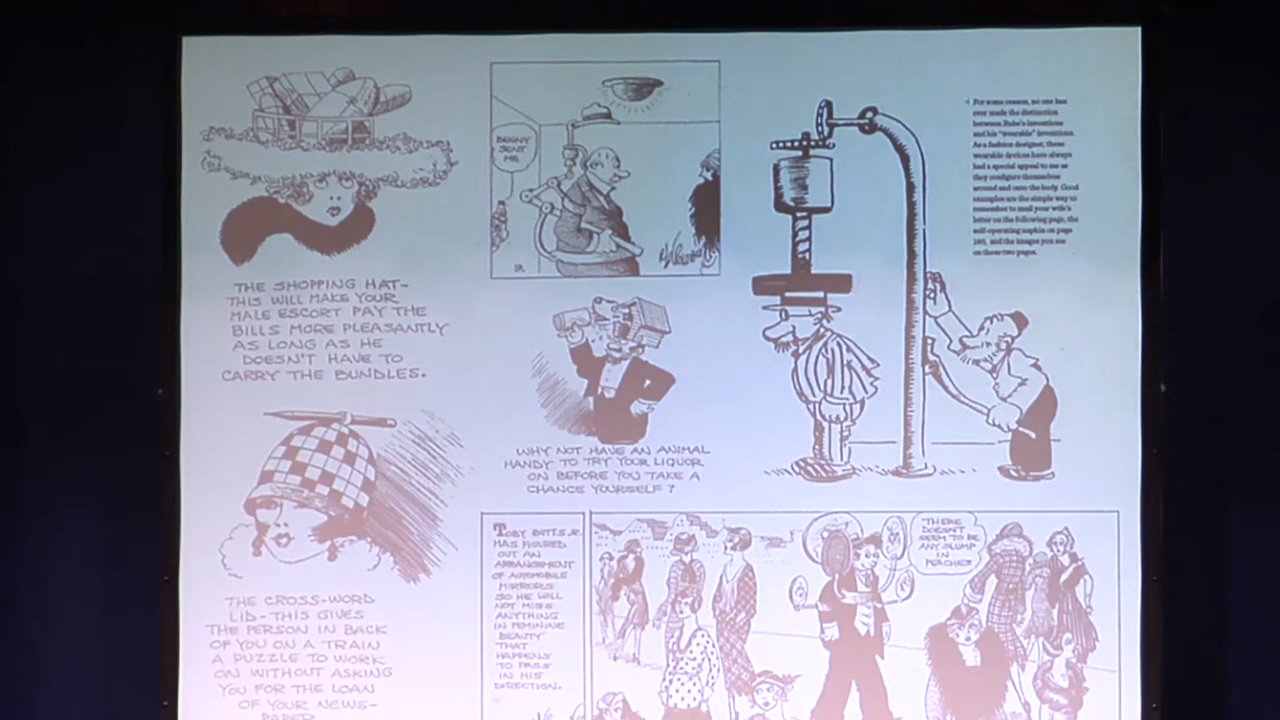 THE SHOPPING HAT-
THIS WILL MAKE YOUR
MALE ESCORT PAY THE
BILLS MORE PLEASANTLY
AS LONG AS HE
DOESN'T HAVE TO
CARRY THE BUNDLES.
THE CROSS-WORD
LID-THIS GIVES
THE PERSON IN BACK
OF YOU ON A TRAIN
A PUZZLE TO WORK
ON WITHOUT ASKING
YOU FOR THE LOAN
OF YOUR NEWS-
PAPER
BENNY
SENT
ME
WHY NOT HAVE AN ANIMAL
HANDY TO TRY YOUR LIQUOR
ON BEFORE YOU TAKE A
CHANCE YOURSELF?
For some reason, no one has
ever made the distinction
between Rube's inventions
and his "wearable" inventions.
As a fashion designer, these
wearable devices have always
had a special appeal to me as
they configure themselves
around and onto the body. Good
examples are the simple way to
remember to mail your wife's
letter on the following page, the
self-operating napkin on page
and the images you see
on these two pages.
TOBY BUTTS JR.
HAS FIGURED
OUT AN
ARRANGEMENT
OF AUTOMOBILE
MIRRORS
SO HE WILL
NOT MISS
ANYTHING
IN FEMININE
BEAUTY
THAT
HAPPENS
TO PASS
IN HIS
DIRECTION.
THERE
DOESN'T
SEEM TO BE
ANY SLUMP
IN
PEACHES